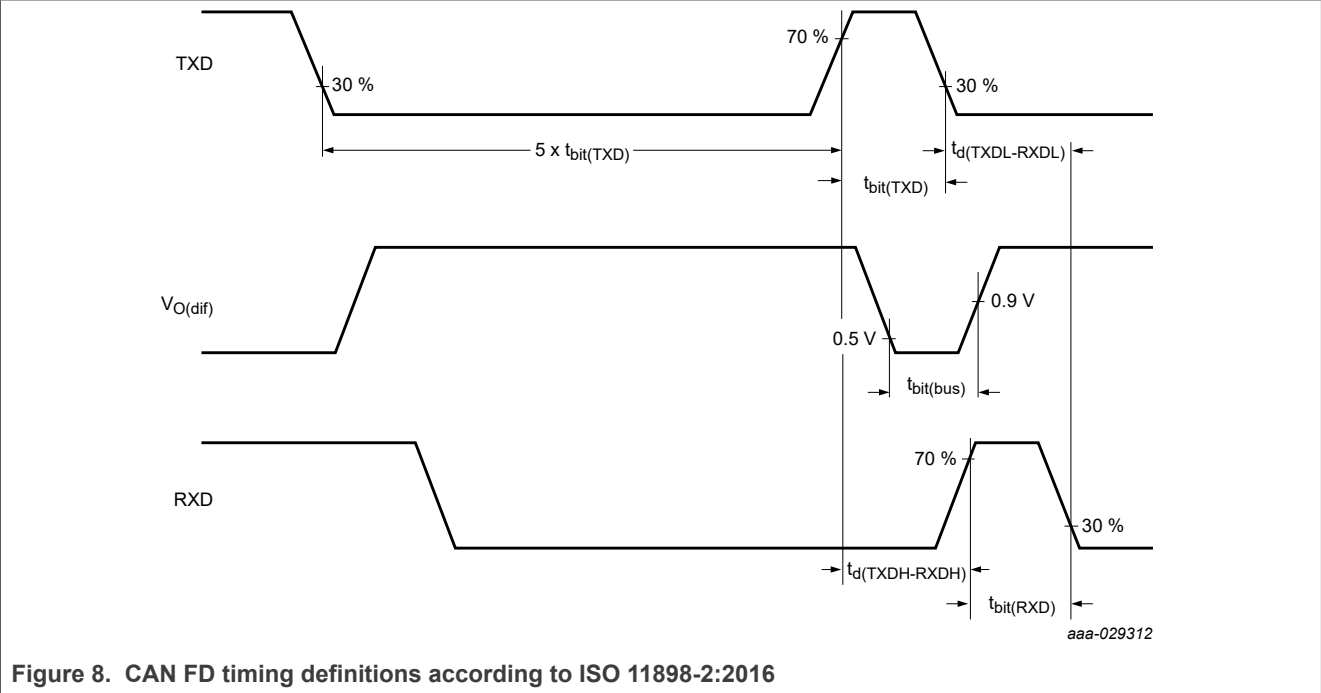 70 %
TXD
30 %
30 %
5 x tbit(TXD)
td(TXDL-RXDL)
tbit(TXD)
VO(dif)
0.9 V
0.5 V
tbit(bus)
70 %
RXD
30 %
td(TXDH-RXDH)
tbit(RXD)
aaa-029312
Figure 8. CAN FD timing definitions according to ISO 11898-2:2016